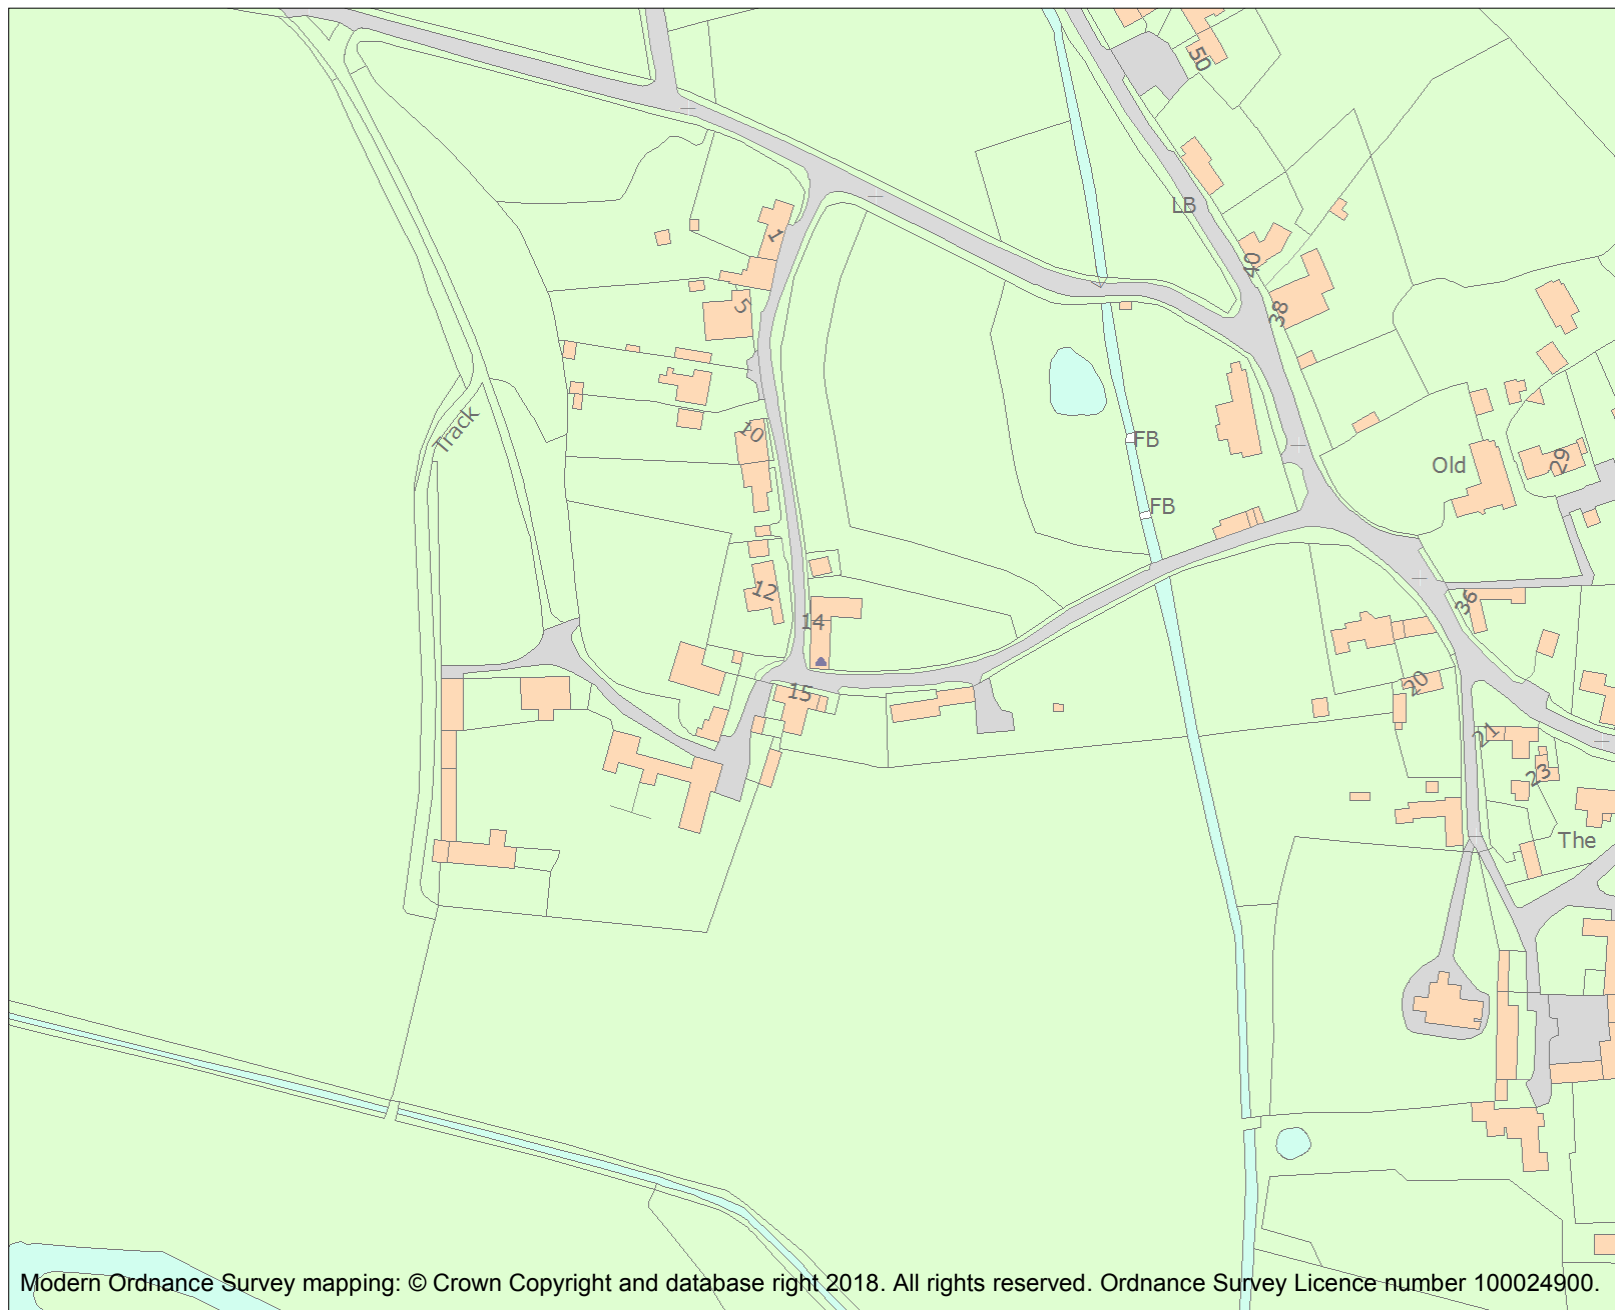 50
LB
1
40
5
38
Track
10
FB
Old
29
FB
12
14
36
15
20
21
23
The
Modern Ordnance Survey mapping: © Crown Copyright and database right 2018. All rights reserved. Ordnance Survey Licence number 100024900.